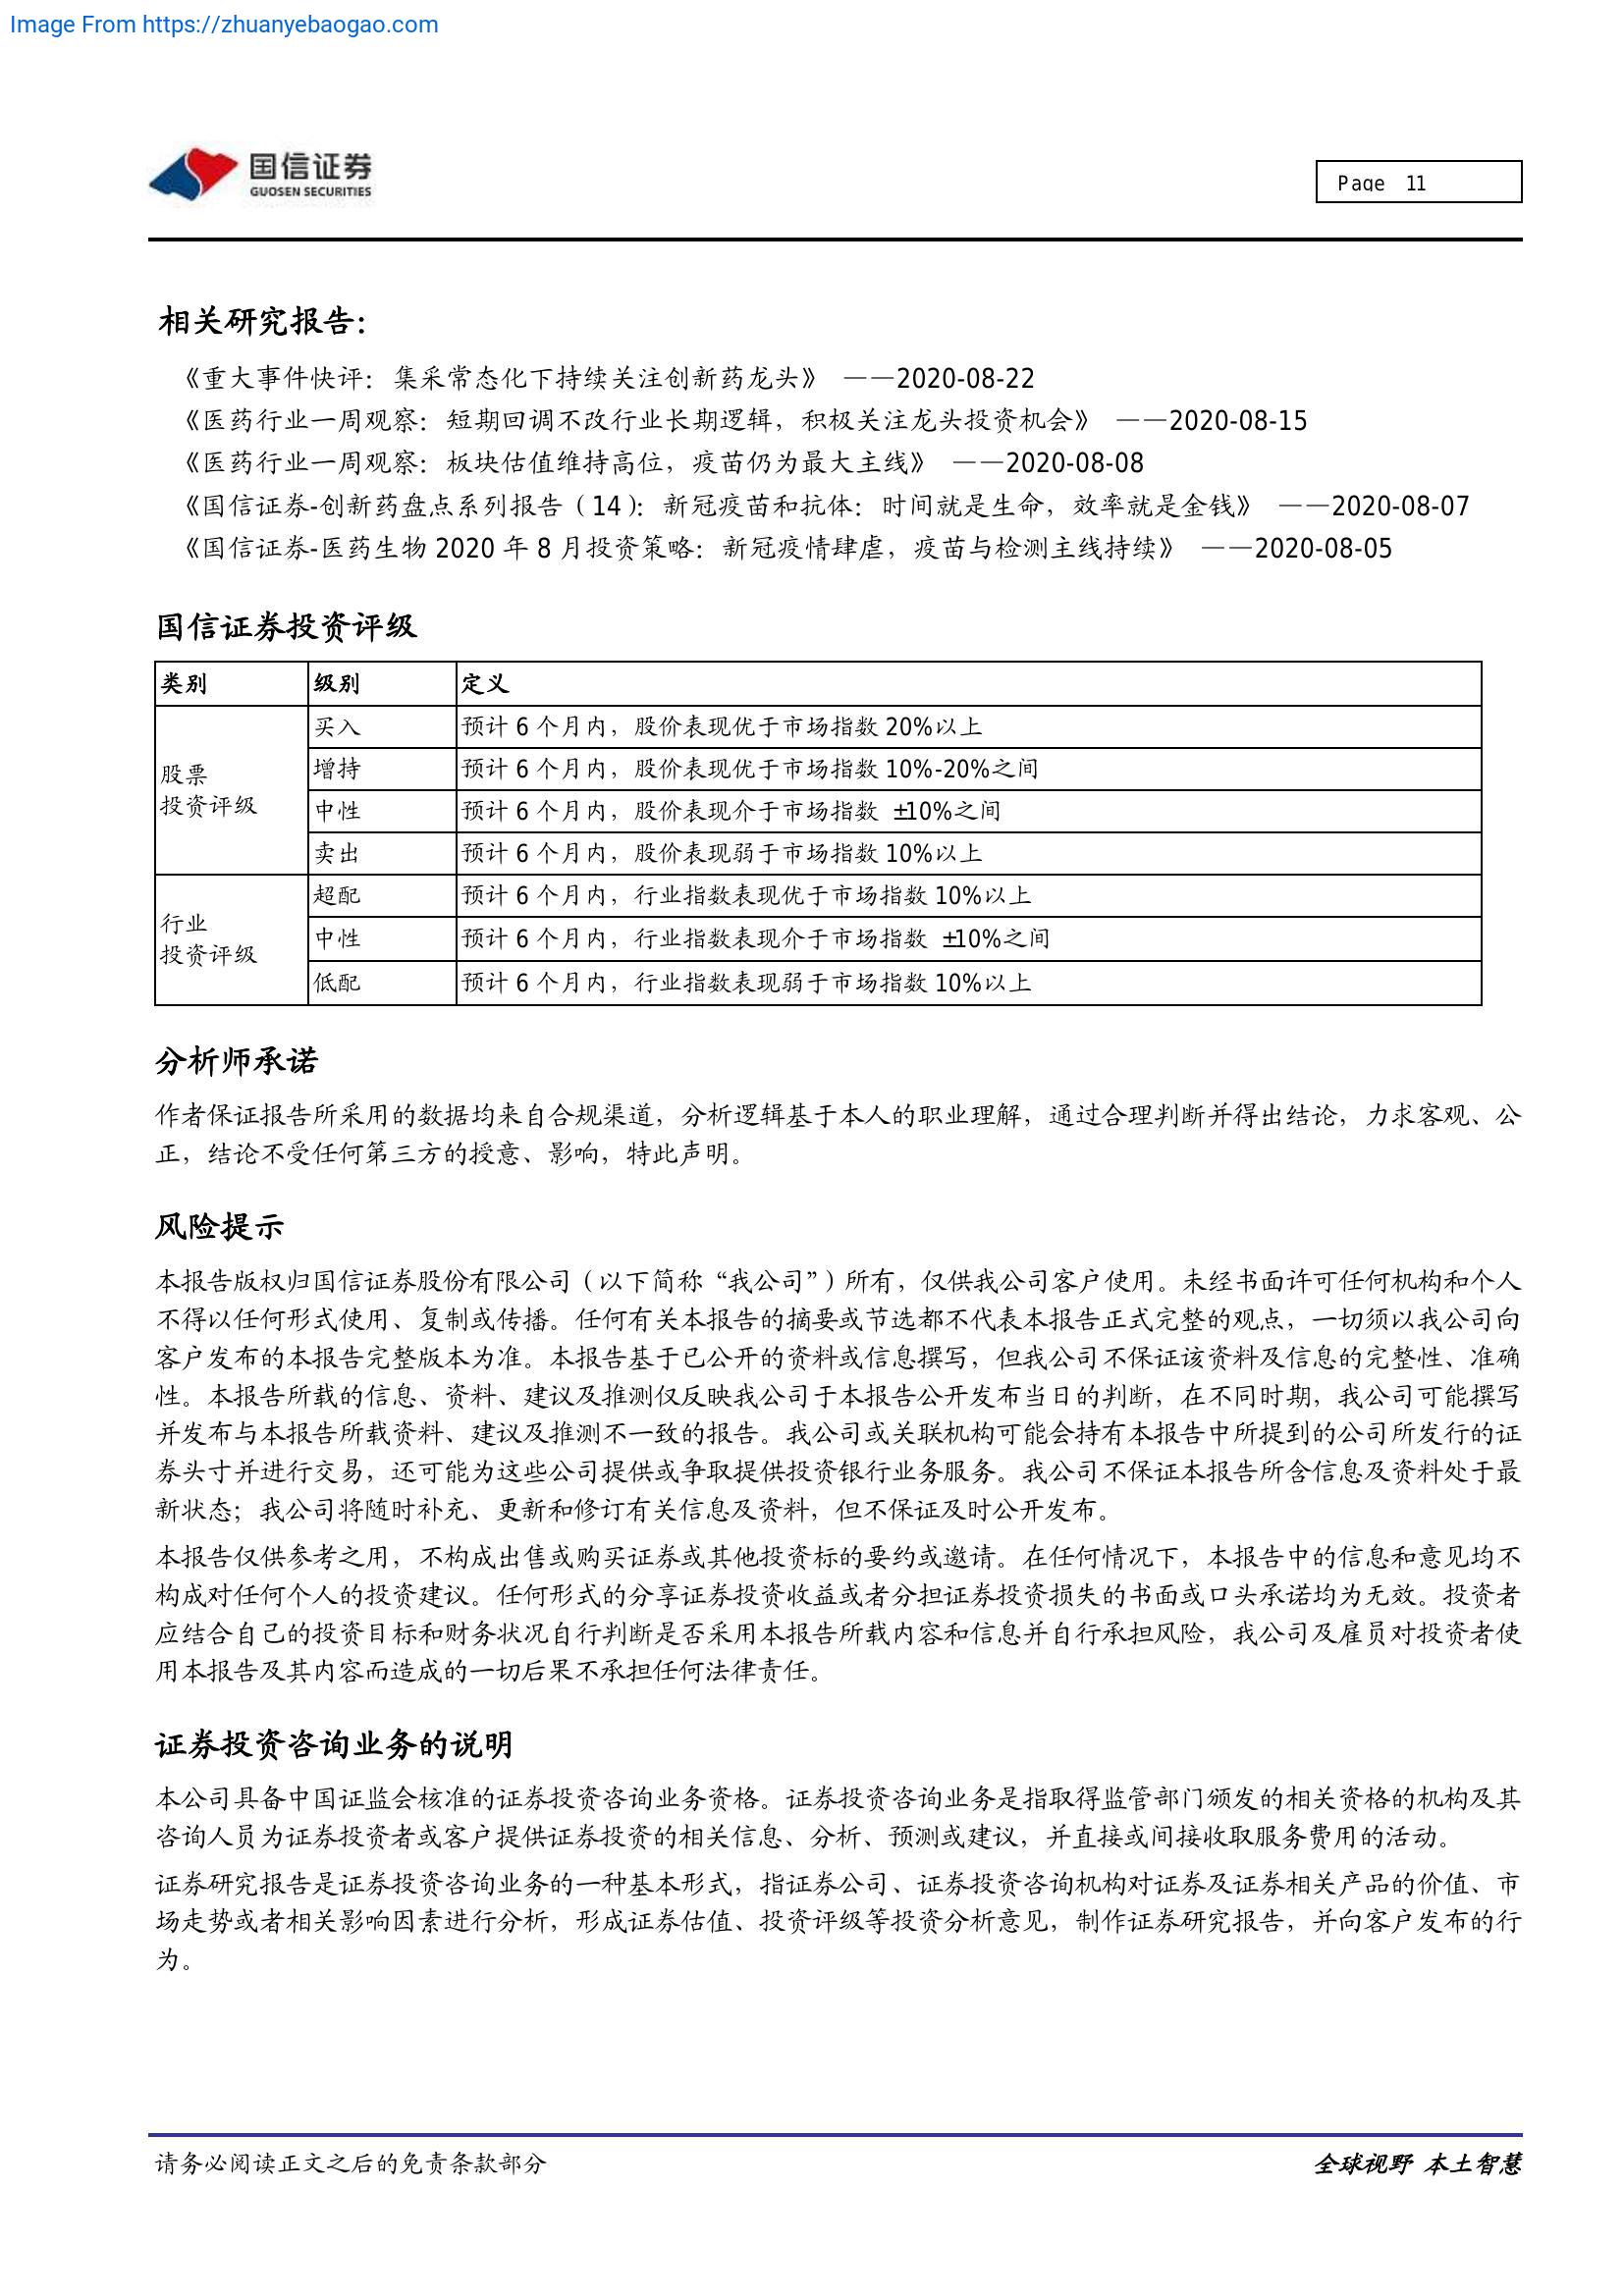 Image From https://zhuanyebaogao.com
国信证券
GUOSEN SECURITIES
Page 11
相关研究报告：
《重大事件快评：集采常态化下持续关注创新药龙头》 ——2020-08-22
《医药行业一周观察：短期回调不改行业长期逻辑，积极关注龙头投资机会》 ——2020-08-15
《医药行业一周观察：板块估值维持高位，疫苗仍为最大主线》 ——2020-08-08
《国信证券-创新药盘点系列报告（14）：新冠疫苗和抗体：时间就是生命，效率就是金钱》 ——2020-08-07
《国信证券-医药生物 2020 年 8 月投资策略：新冠疫情肆虐，疫苗与检测主线持续》 ——2020-08-05
国信证券投资评级
类别 级别 定义
股票
投资评级
买入 预计 6 个月内，股价表现优于市场指数 20%以上
增持 预计 6 个月内，股价表现优于市场指数 10%-20%之间
中性 预计 6 个月内，股价表现介于市场指数 ±10%之间
卖出 预计 6 个月内，股价表现弱于市场指数 10%以上
行业
投资评级
超配 预计 6 个月内，行业指数表现优于市场指数 10%以上
中性 预计 6 个月内，行业指数表现介于市场指数 ±10%之间
低配 预计 6 个月内，行业指数表现弱于市场指数 10%以上
分析师承诺
作者保证报告所采用的数据均来自合规渠道，分析逻辑基于本人的职业理解，通过合理判断并得出结论，力求客观、公
正，结论不受任何第三方的授意、影响，特此声明。
风险提示
本报告版权归国信证券股份有限公司（以下简称“我公司”）所有，仅供我公司客户使用。未经书面许可任何机构和个人
不得以任何形式使用、复制或传播。任何有关本报告的摘要或节选都不代表本报告正式完整的观点，一切须以我公司向
客户发布的本报告完整版本为准。本报告基于已公开的资料或信息撰写，但我公司不保证该资料及信息的完整性、准确
性。本报告所载的信息、资料、建议及推测仅反映我公司于本报告公开发布当日的判断，在不同时期，我公司可能撰写
并发布与本报告所载资料、建议及推测不一致的报告。我公司或关联机构可能会持有本报告中所提到的公司所发行的证
券头寸并进行交易，还可能为这些公司提供或争取提供投资银行业务服务。我公司不保证本报告所含信息及资料处于最
新状态；我公司将随时补充、更新和修订有关信息及资料，但不保证及时公开发布。
本报告仅供参考之用，不构成出售或购买证券或其他投资标的要约或邀请。在任何情况下，本报告中的信息和意见均不
构成对任何个人的投资建议。任何形式的分享证券投资收益或者分担证券投资损失的书面或口头承诺均为无效。投资者
应结合自己的投资目标和财务状况自行判断是否采用本报告所载内容和信息并自行承担风险，我公司及雇员对投资者使
用本报告及其内容而造成的一切后果不承担任何法律责任。
证券投资咨询业务的说明
本公司具备中国证监会核准的证券投资咨询业务资格。证券投资咨询业务是指取得监管部门颁发的相关资格的机构及其
咨询人员为证券投资者或客户提供证券投资的相关信息、分析、预测或建议，并直接或间接收取服务费用的活动。
证券研究报告是证券投资咨询业务的一种基本形式，指证券公司、证券投资咨询机构对证券及证券相关产品的价值、市
场走势或者相关影响因素进行分析，形成证券估值、投资评级等投资分析意见，制作证券研究报告，并向客户发布的行
为。
请务必阅读正文之后的免责条款部分
全球视野 本土智慧